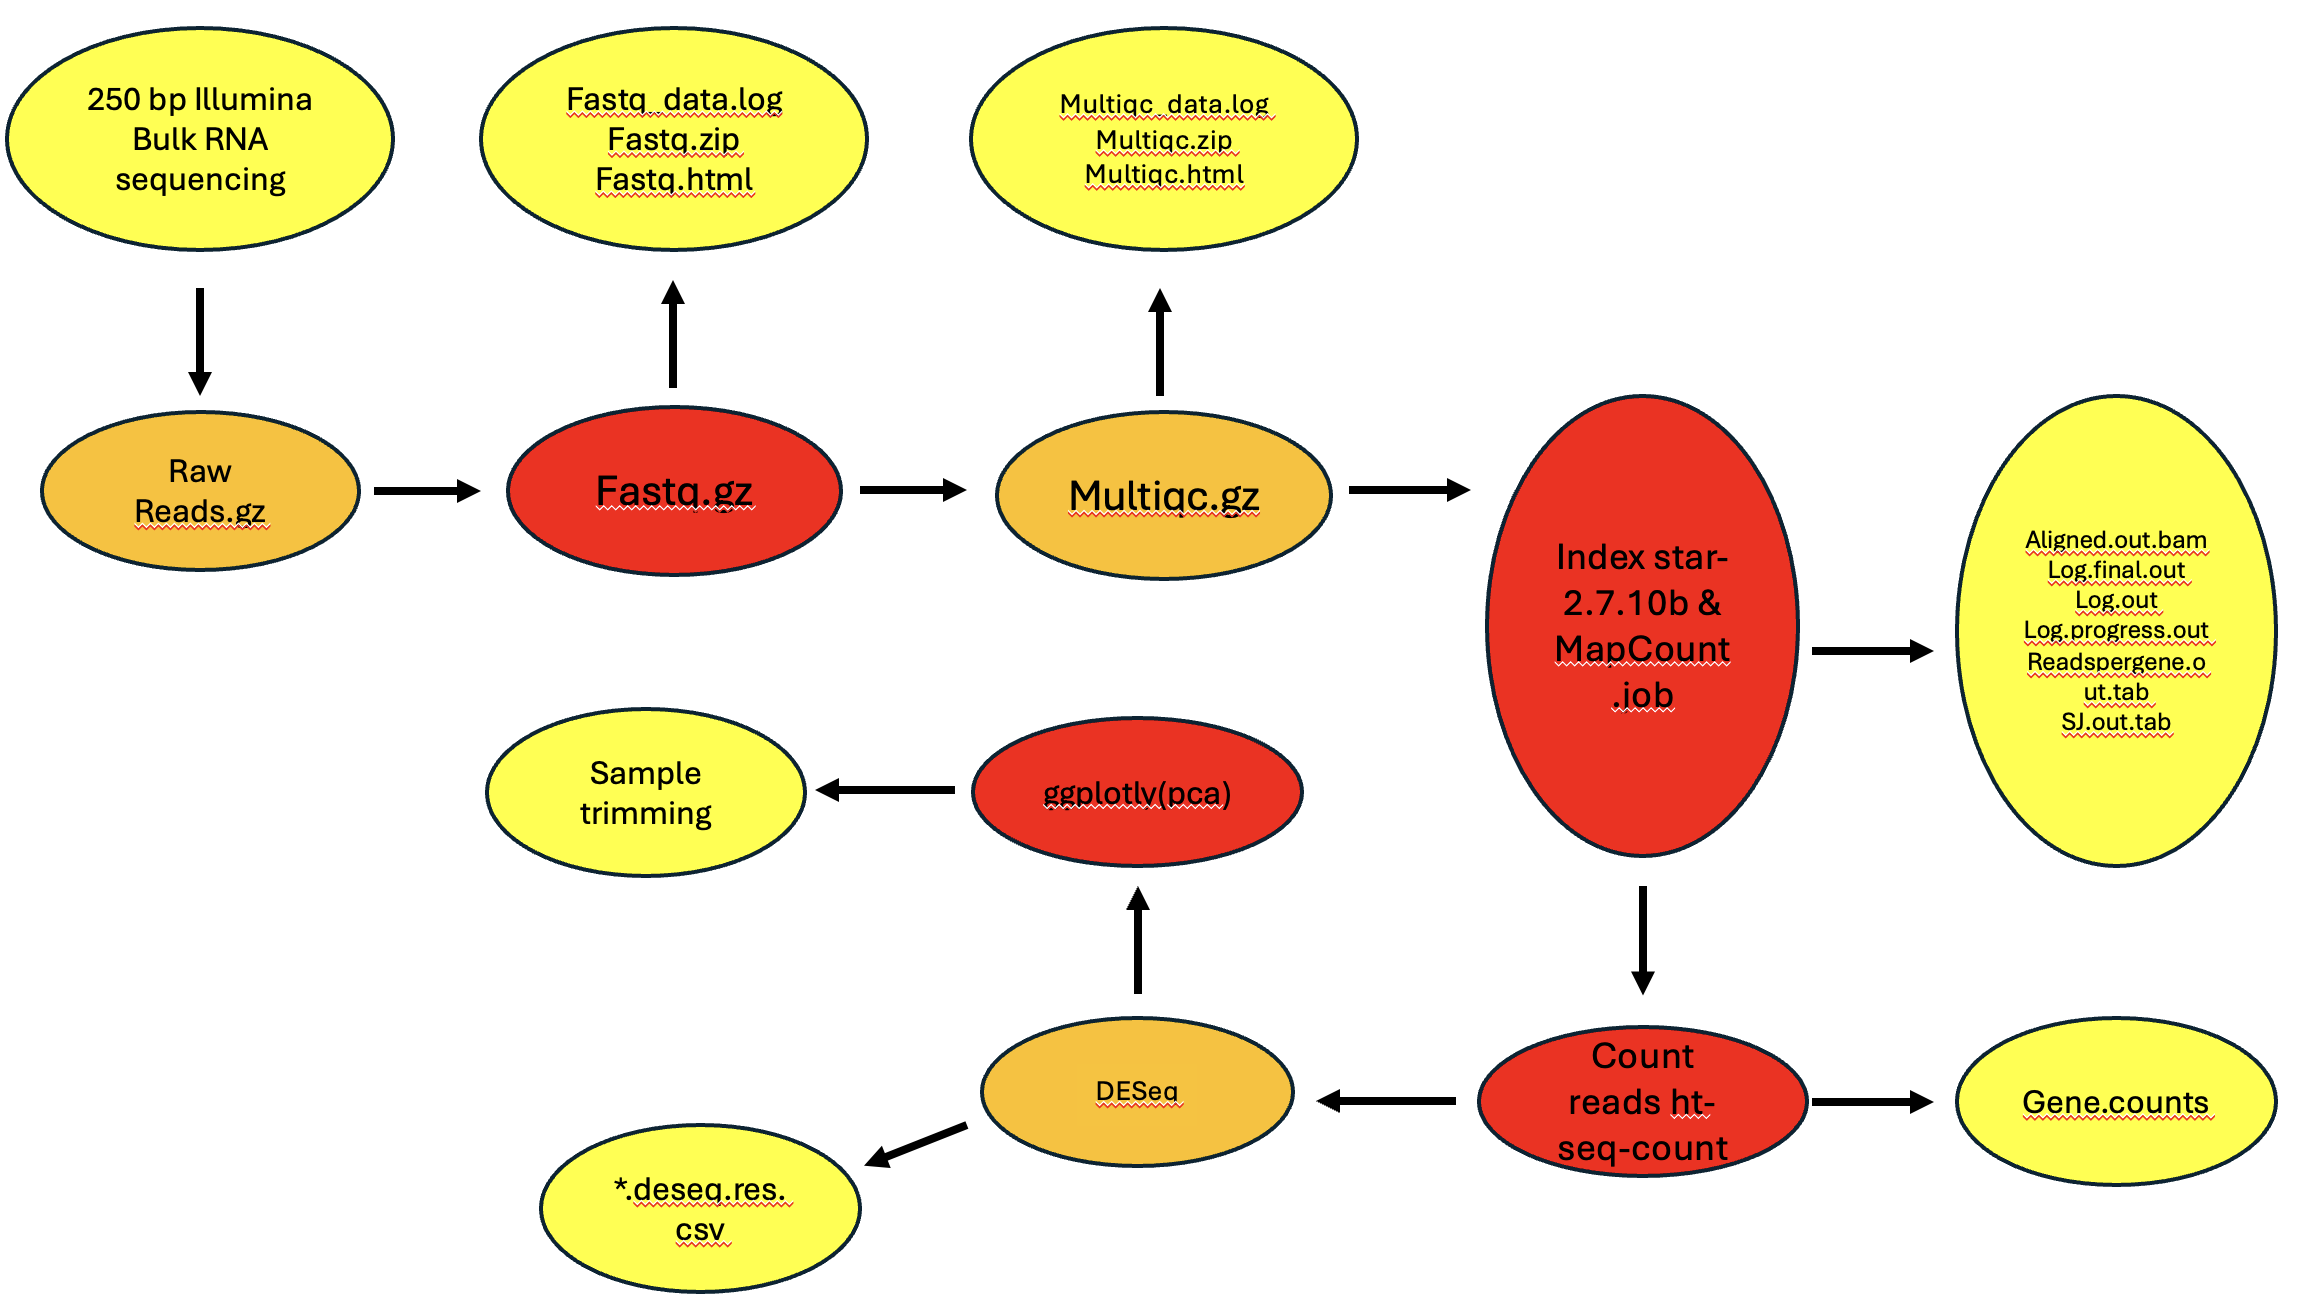 250 bp Illumina
Bulk RNA
sequencing
Fastq_data.log
Fastq.zip
Fastq.html
Multiqc_data.log
Multiqc.zip
Multiqc.html
Raw
Reads.gz
Fastq.gz
Multiqc.gz
Index star-
2.7.10b &
MapCount
.job
Aligned.out.bam
Log.final.out
Log.out
Log.progress.out
Readspergene.o
ut.tab
SJ.out.tab
Sample
trimming
ggplotly(pca)
DESeq
Count
reads ht-
seq-count
Gene.counts
*.deseq.res.
csv